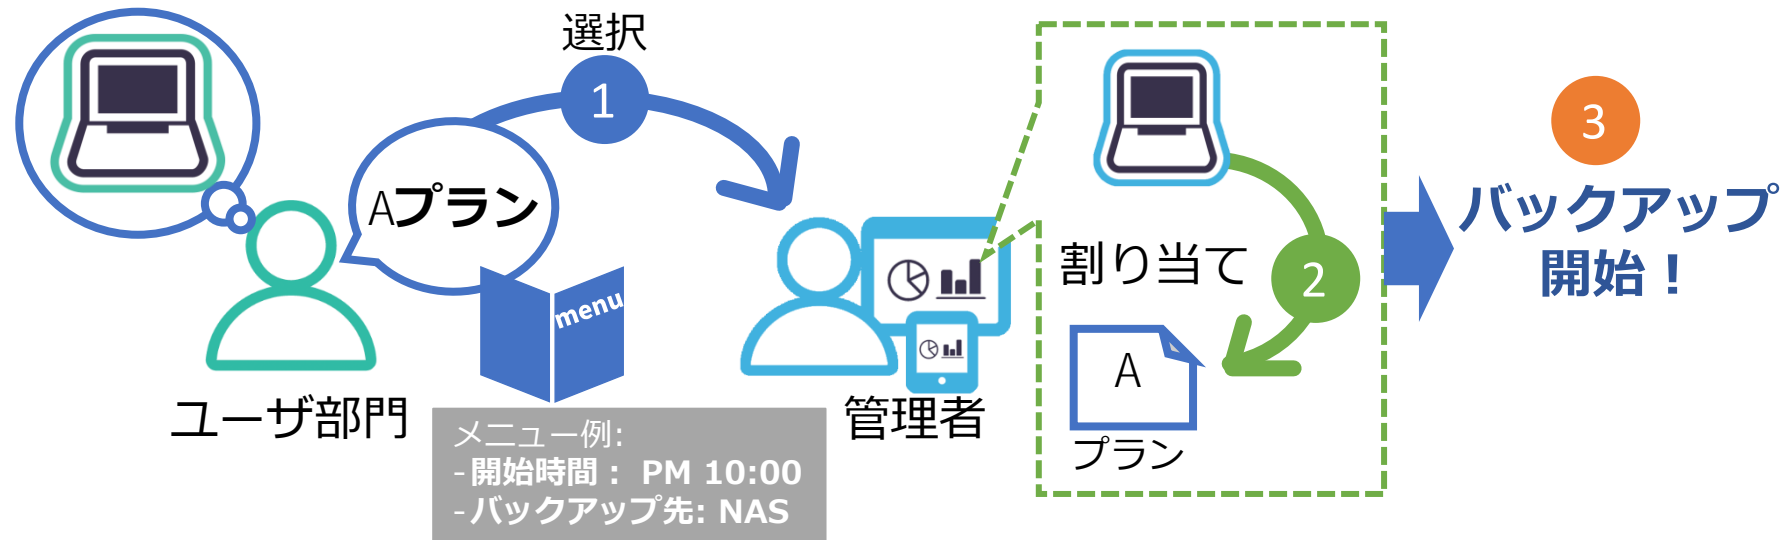 選択
1
Aプラン
menu
ユーザ部門
メニュー例:
-開始時間： PM 10:00
-バックアップ先: NAS
管理者
割り当て
2
A
プラン
3
バックアップ
開始！